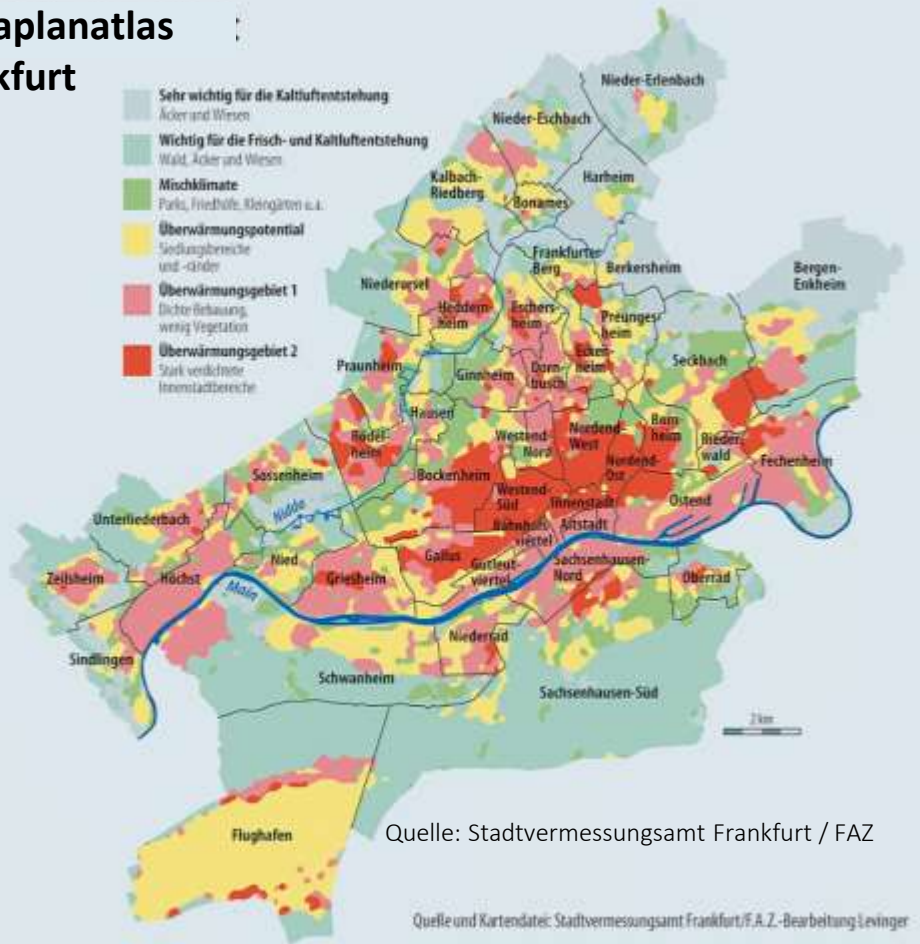 aplanatlas
kfurt
Sehr wichtig für die Kaltluftentstehung
Äcker und Wiesen
Wichtig für die Frisch- und Kaltluftentstehung
Wald, Äcker und Wiesen
Mischklimate
Parks, Friedhöfe, Kleingärten u.a.
Überwärmungspotential
Siedlungsbereiche
und -ränder
Überwärmungsgebiet 1
Dichte Bebauung,
wenig Vegetation
Überwärmungsgebiet 2
Stark verdichtete
Innenstadtbereiche
Nieder-Erlenbach
Nieder-Eschbach
Kalbach-
Riedberg
Harheim
Bonames
Frankfurter
Berg
Berkersheim
Bergen-
Enkheim
Niederursel
Heddern-
heim
Eschers-
heim
Preunges-
heim
Praunheim
Ginnheim
Dorn-
busch
Ecken-
heim
Seckbach
Hausen
Rödel-
heim
Westend-
Nord
Nordend-
West
Born-
heim
Rieder-
wald
Fechenheim
Sossenheim
Bockenheim
Nordend-
Ost
Westend-
Süd
Innenstadt
Ostend
Nidda
Unterliederbach
Bahnhofs-
viertel
Altstadt
Zeilsheim
Höchst
Nied
Griesheim
Gallus
Gutleut-
viertel
Sachsenhausen-
Nord
Oberrad
Main
Niederrad
Sindlingen
Schwanheim
Sachsenhausen-Süd
2 km
Flughafen
Quelle: Stadtvermessungsamt Frankfurt / FAZ
Quelle und Kartendatei: Stadtvermessungsamt Frankfurt/F.A.Z.-Bearbeitung Levinger